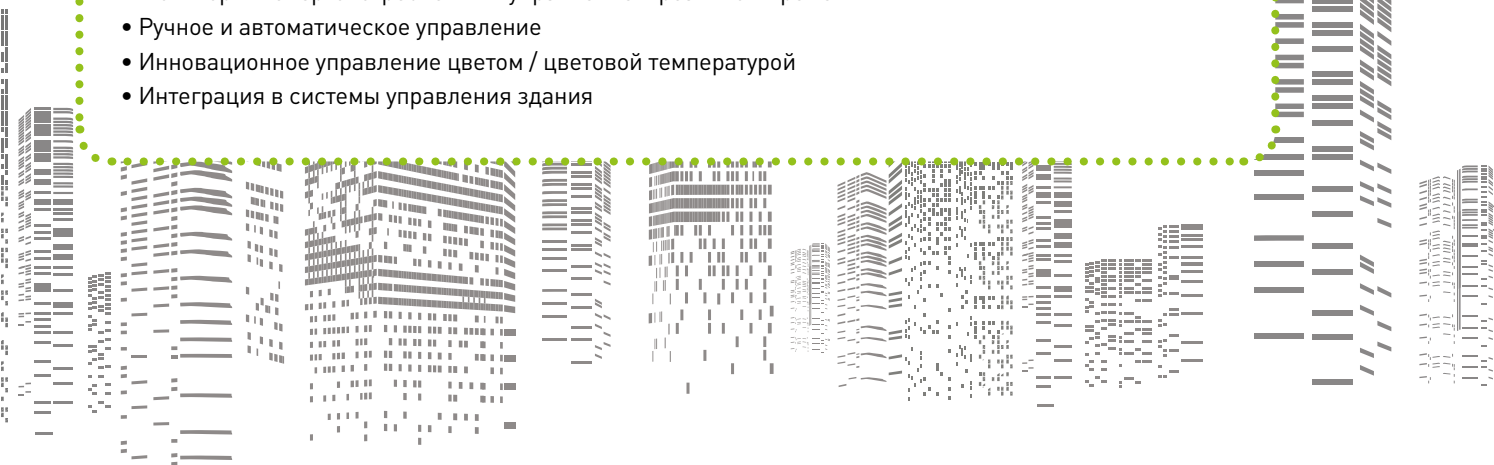 • Ручное и автоматическое управление
• Инновационное управление цветом / цветовой температурой
• Интеграция в системы управления здания